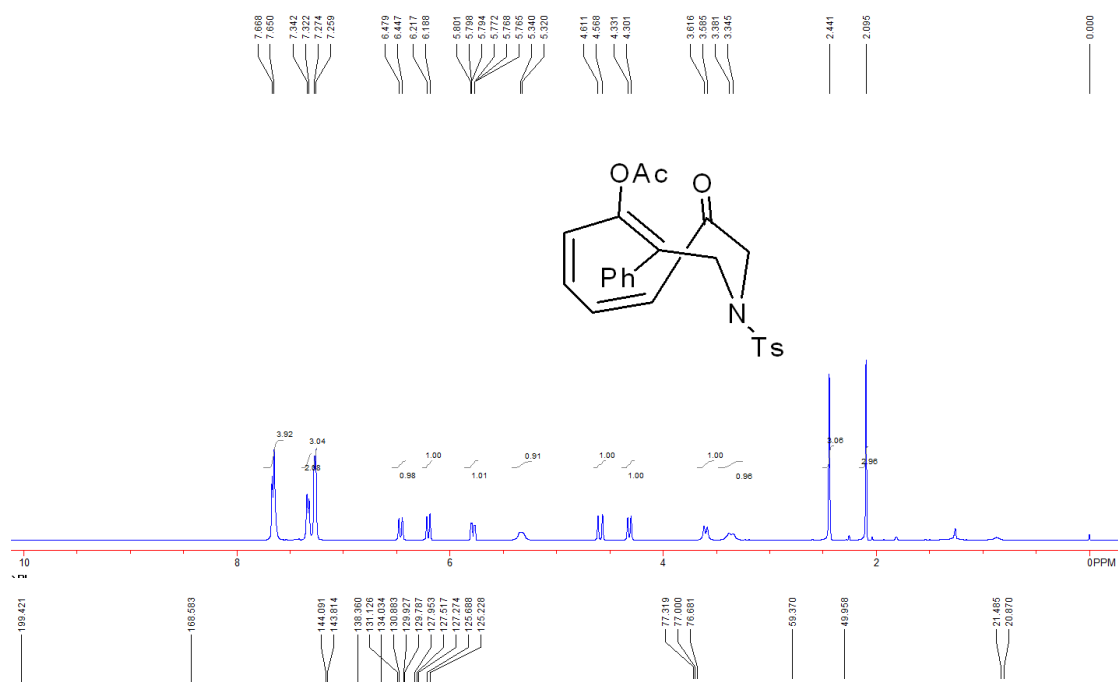 7.668 7.650 7.342 7.322 7.274 7.259 6.479 6.447 6.217 6.188 5.801 5.798 5.794 5.772 5.768 5.765 5.340 5.320 4.611 4.568 4.331 4.301 3.616 3.585 3.381 3.345 2.441 2.095 0.000
OAc
O
Ph
N
Ts
3.92 3.04 1.00 1.00 1.00 3.06
2.08 0.98 1.01 0.91 1.00 0.96 2.96
10 8 6 4 2 0PPM
199.421 168.583 144.091 143.814 138.360 131.126 134.034 130.883 129.927 129.787 127.953 127.517 127.274 125.688 125.228 77.319 77.000 76.681 59.370 49.958 21.485 20.870